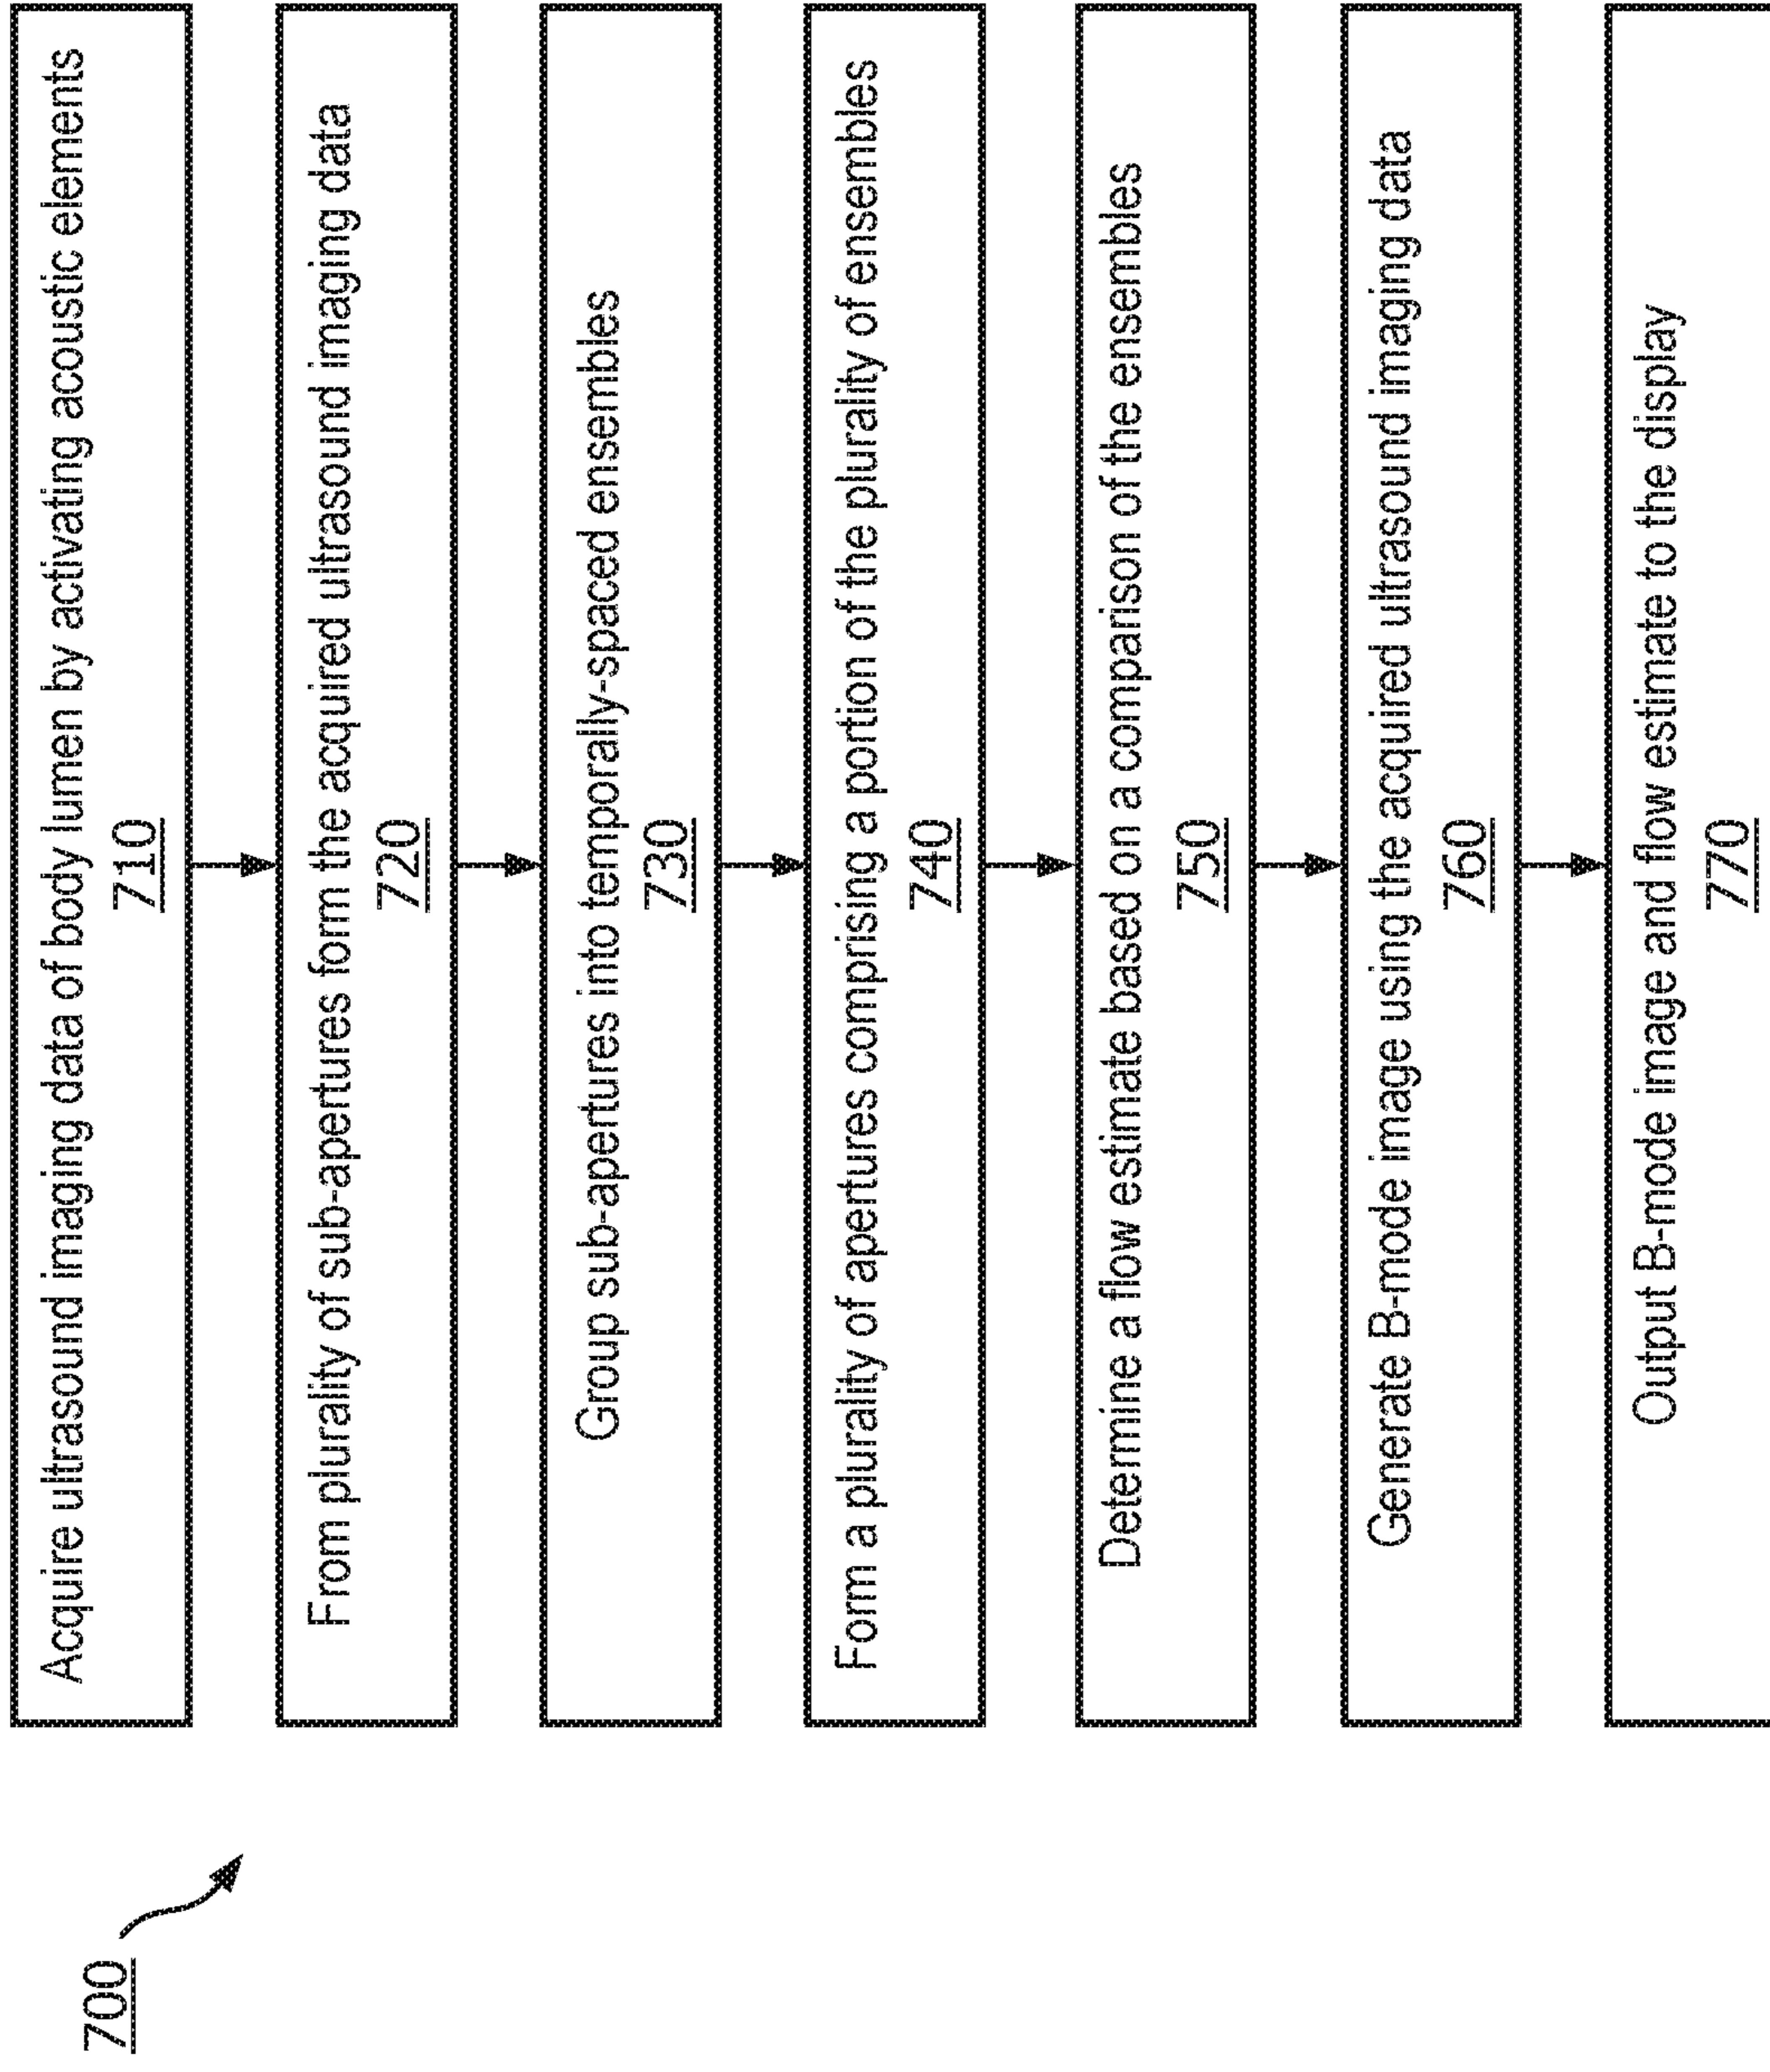 700
Acquire ultrasound imaging data of body lumen by activating acoustic elements
710
From plurality of sub-apertures form the acquired ultrasound imaging data
720
Group sub-apertures into temporally-spaced ensembles
730
Form a plurality of apertures comprising a portion of the plurality of ensembles
740
Determine a flow estimate based on a comparison of the ensembles
750
Generate B-mode image using the acquired ultrasound imaging data
760
Output B-mode image and flow estimate to the display
770